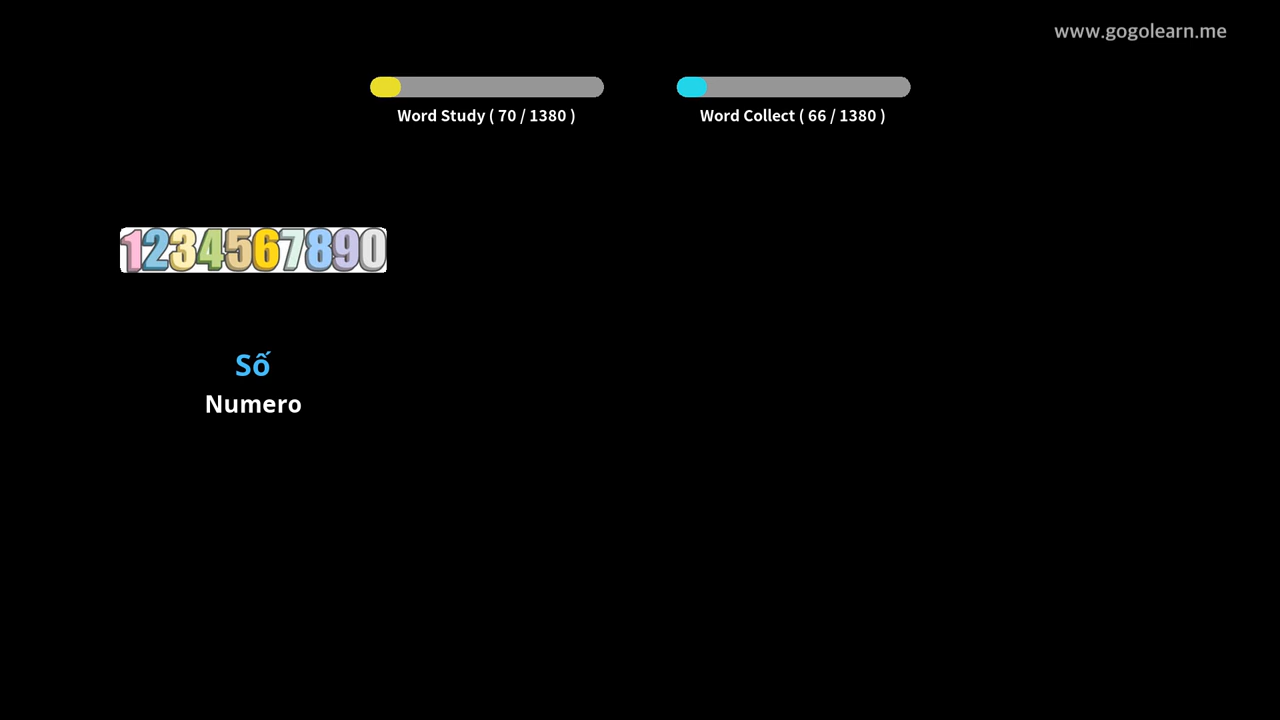 www.gogolearn.me
Word Study ( 70 / 1380 )
Word Collect ( 66 / 1380 )
1234567890
Số
Numero